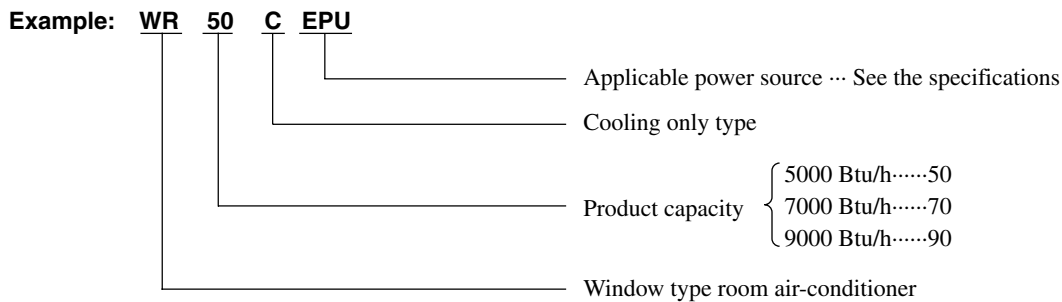 Example: WR 50 C EPU
Applicable power source ··· See the specifications
Cooling only type
5000 Btu/h······50
Product capacity 7000 Btu/h······70
9000 Btu/h······90
Window type room air-conditioner